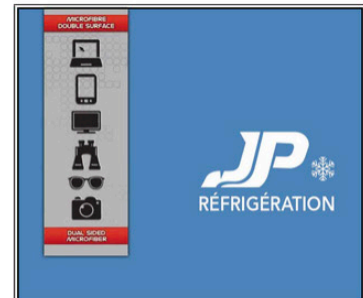 MICROFIBRE
DOUBLE SURFACE
DUAL SIDED
MICROFIBER
JP
RÉFRIGÉRATION